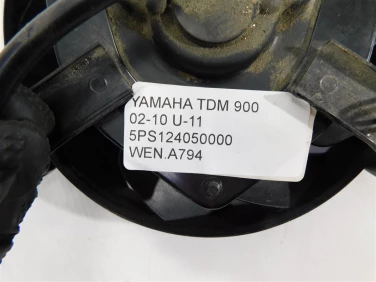 YAMAHA TDM 900
02-10 U-11
5PS124050000
WEN.A794